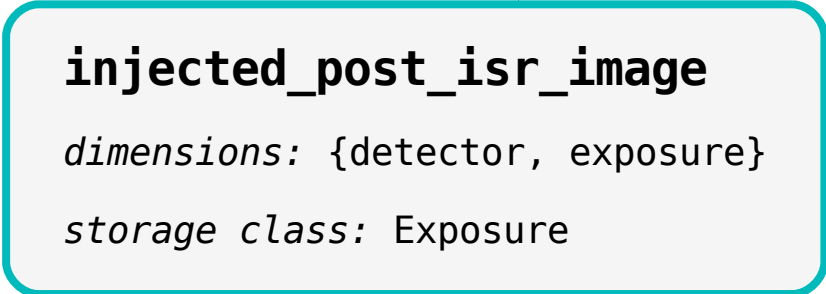 injected_post_isr_image
dimensions: {detector, exposure}
storage class: Exposure